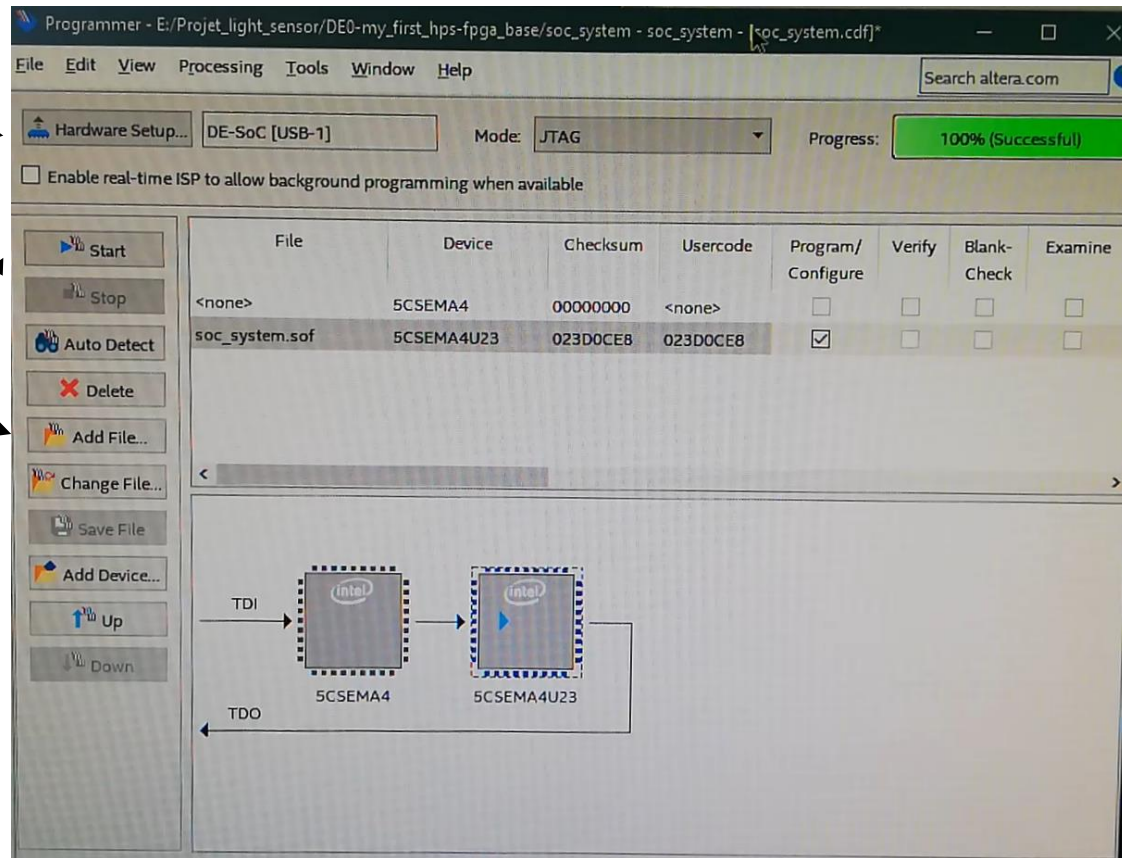 Programmer - E:/Projet_light_sensor/DE0-my_first_hps-fpga_base/soc_system - soc_system - [soc_system.cdf]*
File Edit View Processing Tools Window Help
Search altera.com
Hardware Setup... DE-SoC [USB-1] Mode: JTAG Progress: 100% (Successful)
Enable real-time ISP to allow background programming when available
Start
Stop
Auto Detect
Delete
Add File...
Change File...
Save File
Add Device...
Up
Down
File Device Checksum Usercode Program/ Verify Blank- Examine
Configure Check
<none> 5CSEMA4 00000000 <none>
soc_system.sof 5CSEMA4U23 023D0CE8 023D0CE8
intel intel
TDI
5CSEMA4 5CSEMA4U23
TDO